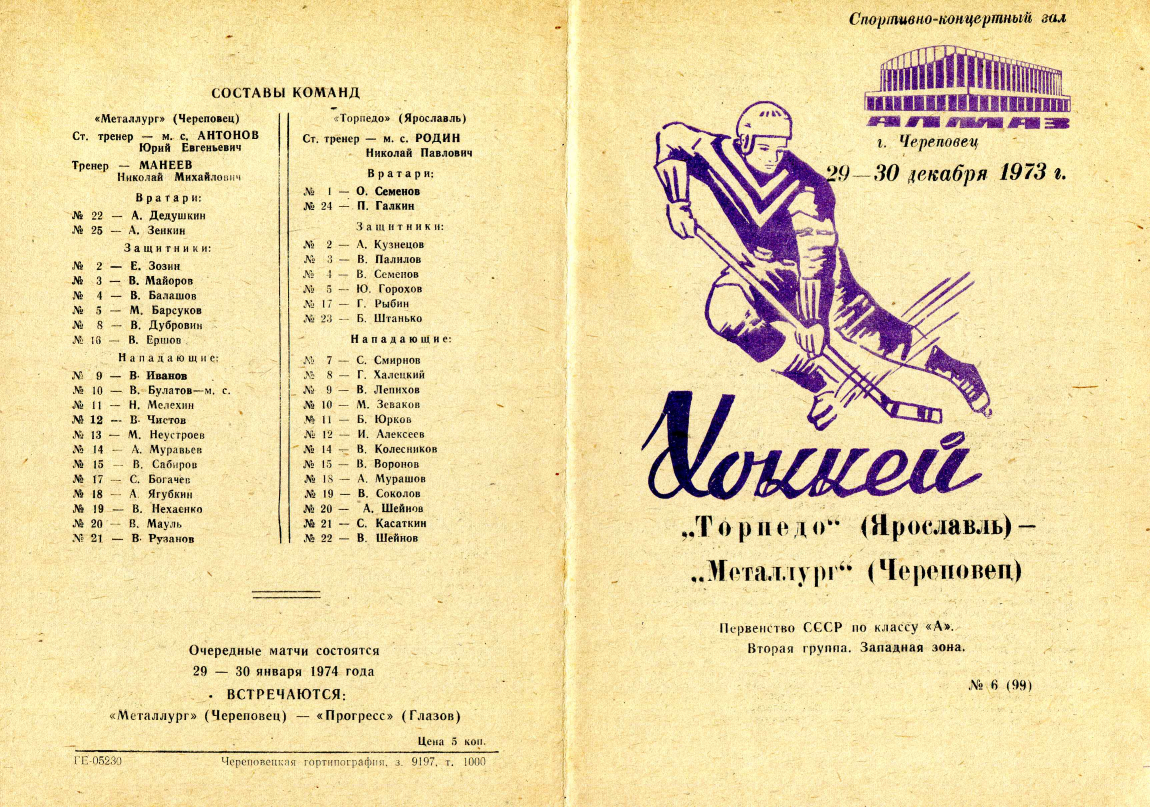 СОСТАВЫ КОМАНД
«Металлург» (Череповец)
Ст. тренер — м. с. АНТОНОВ
Юрий Евгеньевич
Тренер — МАНЕЕВ
Николай Михайлович
Вратари:
№ 22 — А. Дедушкин
№ 25 — А. Зенкин
Защитники:
№ 2 — Е. Зозин
№ 3 — В. Майоров
№ 4 — В. Балашов
№ 5 — М. Барсуков
№ 8 — В. Дубровин
№ 16 — В. Ершов
Нападающие:
№ 9 — В. Иванов
№ 10 — В. Булатов—м. с.
№ 11 — Н. Мелехин
№ 12 — В. Чистов
№ 13 — М. Неустроев
№ 14 — А. Муравьев
№ 15 — В. Сабиров
№ 17 — С. Богачев
№ 18 — А. Ягубкин
№ 19 — В. Нехаенко
№ 20 — В. Мауль
№ 21 — В. Рузанов
«Торпедо» (Ярославль)
Ст. тренер — м. с. РОДИН
Николай Павлович
Вратари:
№ 1 — О. Семенов
№ 24 — П. Галкин
Защитники:
№ 2 — А. Кузнецов
№ 3 — В. Палилов
№ 4 — В. Семенов
№ 5 — Ю. Горохов
№ 17 — Г. Рыбин
№ 23 — Б. Штанько
Нападающие:
№ 7 — С. Смирнов
№ 8 — Г. Халецкий
№ 9 — В. Лепихов
№ 10 — М. Зеваков
№ 11 — Б. Юрков
№ 12 — И. Алексеев
№ 14 — В. Колесников
№ 15 — В. Воронов
№ 18 — А. Мурашов
№ 19 — В. Соколов
№ 20 — А. Шейнов
№ 21 — С. Касаткин
№ 22 — В. Шейнов
Очередные матчи состоятся
29 — 30 января 1974 года
ВСТРЕЧАЮТСЯ:
«Металлург» (Череповец) — «Прогресс» (Глазов)
Цена 5 коп.
ГЕ-05230 Череповецкая гортипография, з. 9197, т. 1000
Спортивно-концертный зал
АЛМАЗ
г. Череповец
29—30 декабря 1973 г.
Хоккей
„Торпедо“ (Ярославль) —
„Металлург“ (Череповец)
Первенство СССР по классу «А».
Вторая группа. Западная зона.
№ 6 (99)